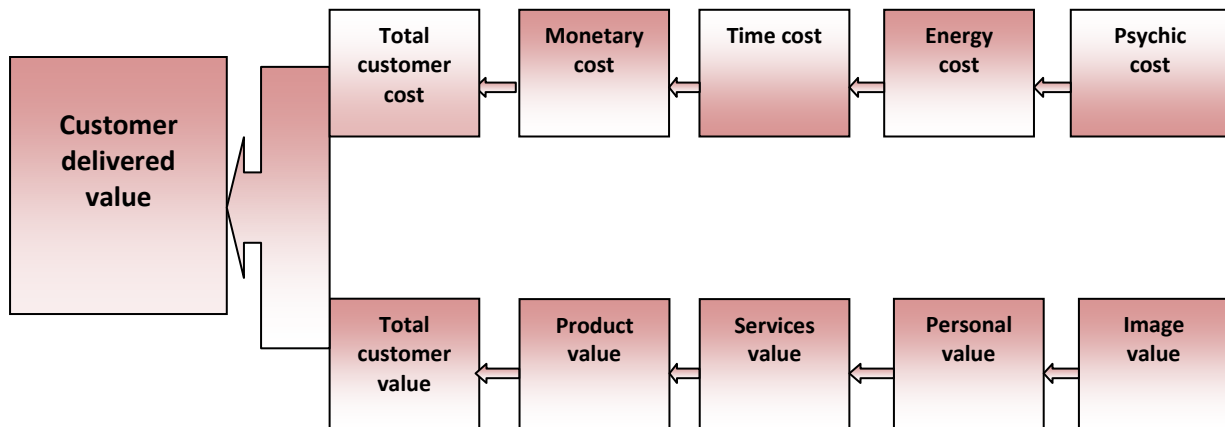 Total
customer
cost
Monetary
cost
Time cost
Energy
cost
Psychic
cost
Customer
delivered
value
Total
customer
value
Product
value
Services
value
Personal
value
Image
value